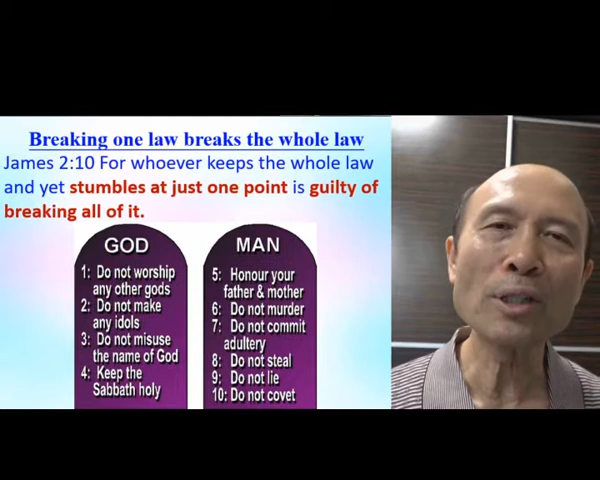 Breaking one law breaks the whole law
James 2:10 For whoever keeps the whole law
and yet stumbles at just one point is guilty of
breaking all of it.
GOD
1: Do not worship
any other gods
2: Do not make
any idols
3: Do not misuse
the name of God
4: Keep the
Sabbath holy
MAN
5: Honour your
father & mother
6: Do not murder
7: Do not commit
adultery
8: Do not steal
9: Do not lie
10: Do not covet